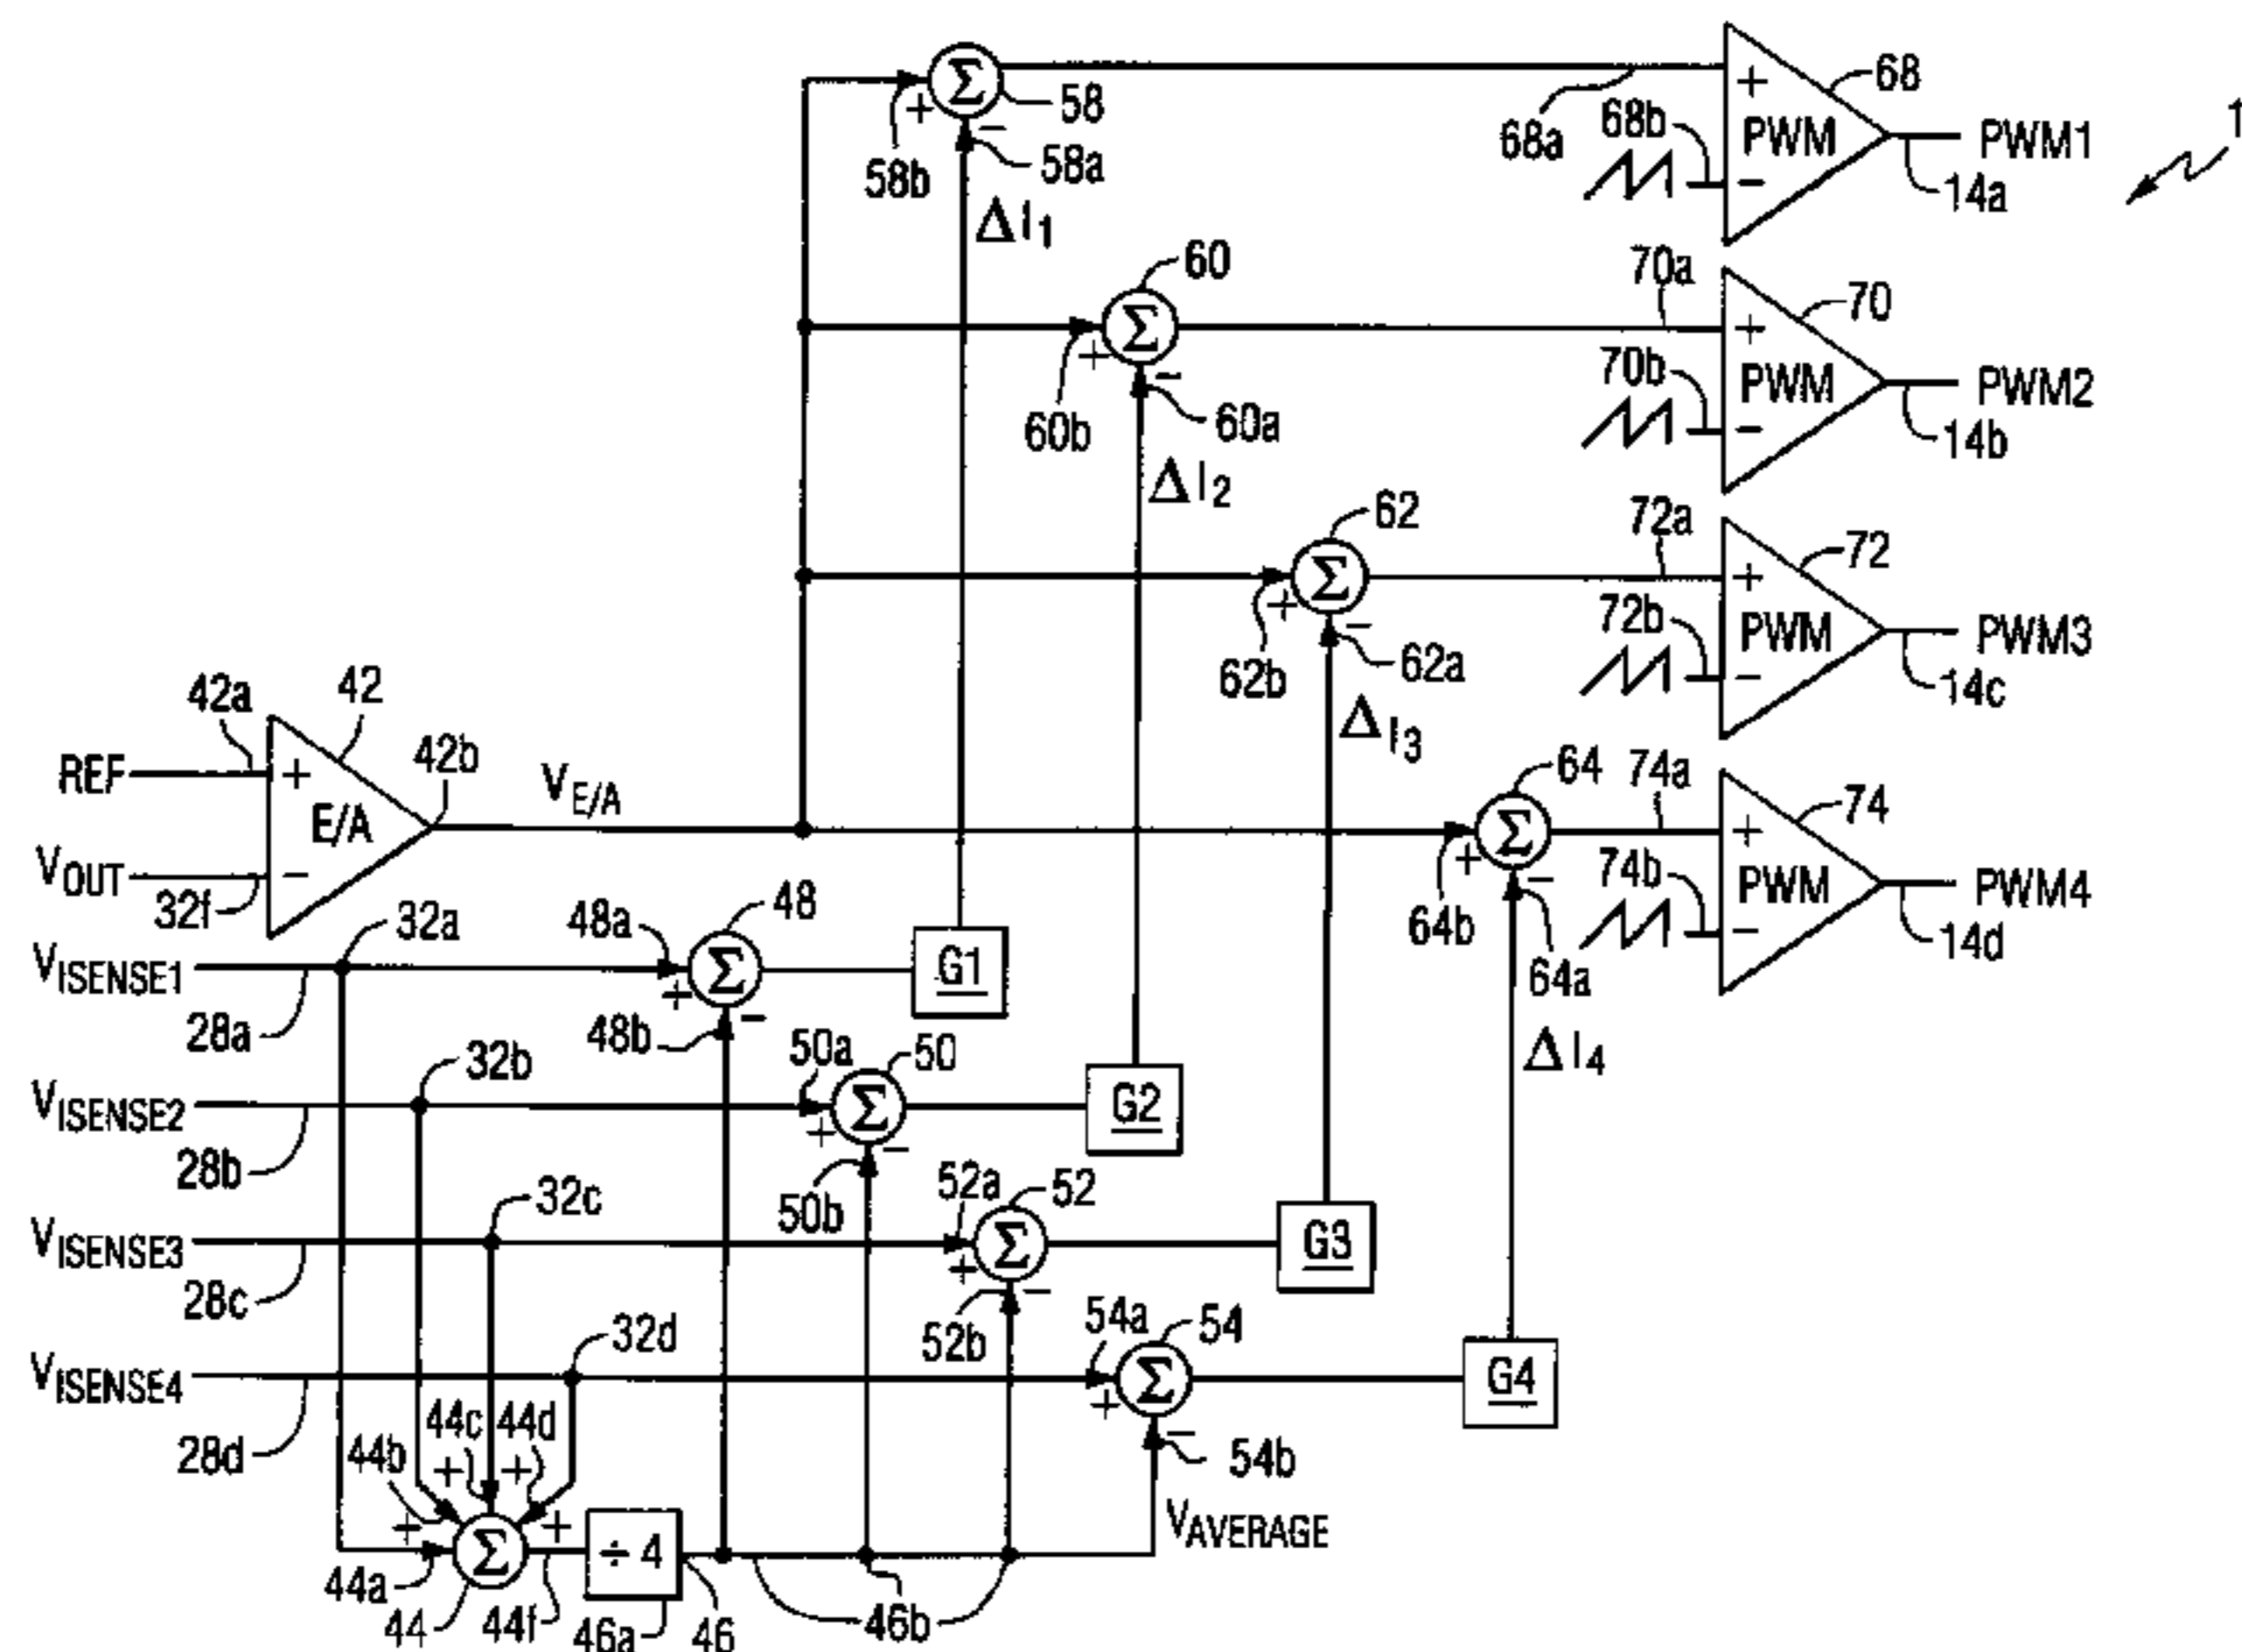 Σ
58
+
-
58b
58a
ΔI1
68a
68b
68
+
PWM
-
PWM1
14a
1
60
Σ
+
-
60b
60a
ΔI2
70a
70b
70
+
PWM
-
PWM2
14b
62
Σ
+
-
62b
62a
ΔI3
72a
72b
72
+
PWM
-
PWM3
14c
42a
42
42b
REF
+
E/A
VE/A
VOUT
-
32f
64
Σ
+
-
64b
64a
ΔI4
74a
74b
74
+
PWM
-
PWM4
14d
VISENSE1
28a
32a
48a
48
Σ
+
-
48b
G1
VISENSE2
28b
32b
50a
50
Σ
+
-
50b
G2
VISENSE3
28c
32c
52a
52
Σ
+
-
52b
G3
VISENSE4
28d
32d
54a
54
Σ
+
-
54b
G4
44b
44c
44d
+
+
+
+
Σ
÷ 4
VAVERAGE
44a
44
44f
46a
46
46b